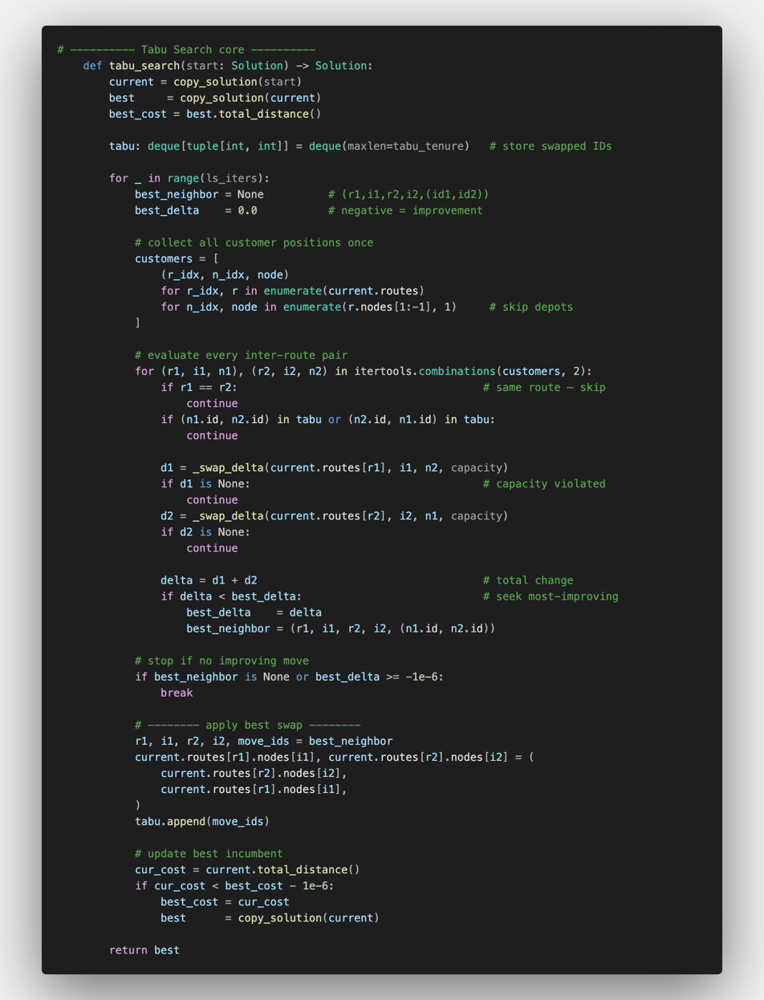 # ―――――――――― Tabu Search core ――――――――――
    def tabu_search(start: Solution) -> Solution:
        current = copy_solution(start)
        best     = copy_solution(current)
        best_cost = best.total_distance()

        tabu: deque[tuple[int, int]] = deque(maxlen=tabu_tenure)   # store swapped IDs

        for _ in range(ls_iters):
            best_neighbor = None          # (r1,i1,r2,i2,(id1,id2))
            best_delta    = 0.0           # negative = improvement

            # collect all customer positions once
            customers = [
                (r_idx, n_idx, node)
                for r_idx, r in enumerate(current.routes)
                for n_idx, node in enumerate(r.nodes[1:-1], 1)     # skip depots
            ]

            # evaluate every inter-route pair
            for (r1, i1, n1), (r2, i2, n2) in itertools.combinations(customers, 2):
                if r1 == r2:                                      # same route – skip
                    continue
                if (n1.id, n2.id) in tabu or (n2.id, n1.id) in tabu:
                    continue

                d1 = _swap_delta(current.routes[r1], i1, n2, capacity)
                if d1 is None:                                    # capacity violated
                    continue
                d2 = _swap_delta(current.routes[r2], i2, n1, capacity)
                if d2 is None:
                    continue

                delta = d1 + d2                                   # total change
                if delta < best_delta:                            # seek most-improving
                    best_delta    = delta
                    best_neighbor = (r1, i1, r2, i2, (n1.id, n2.id))

            # stop if no improving move
            if best_neighbor is None or best_delta >= -1e-6:
                break

            # ―――――――― apply best swap ――――――――
            r1, i1, r2, i2, move_ids = best_neighbor
            current.routes[r1].nodes[i1], current.routes[r2].nodes[i2] = (
                current.routes[r2].nodes[i2],
                current.routes[r1].nodes[i1],
            )
            tabu.append(move_ids)

            # update best incumbent
            cur_cost = current.total_distance()
            if cur_cost < best_cost - 1e-6:
                best_cost = cur_cost
                best      = copy_solution(current)

        return best